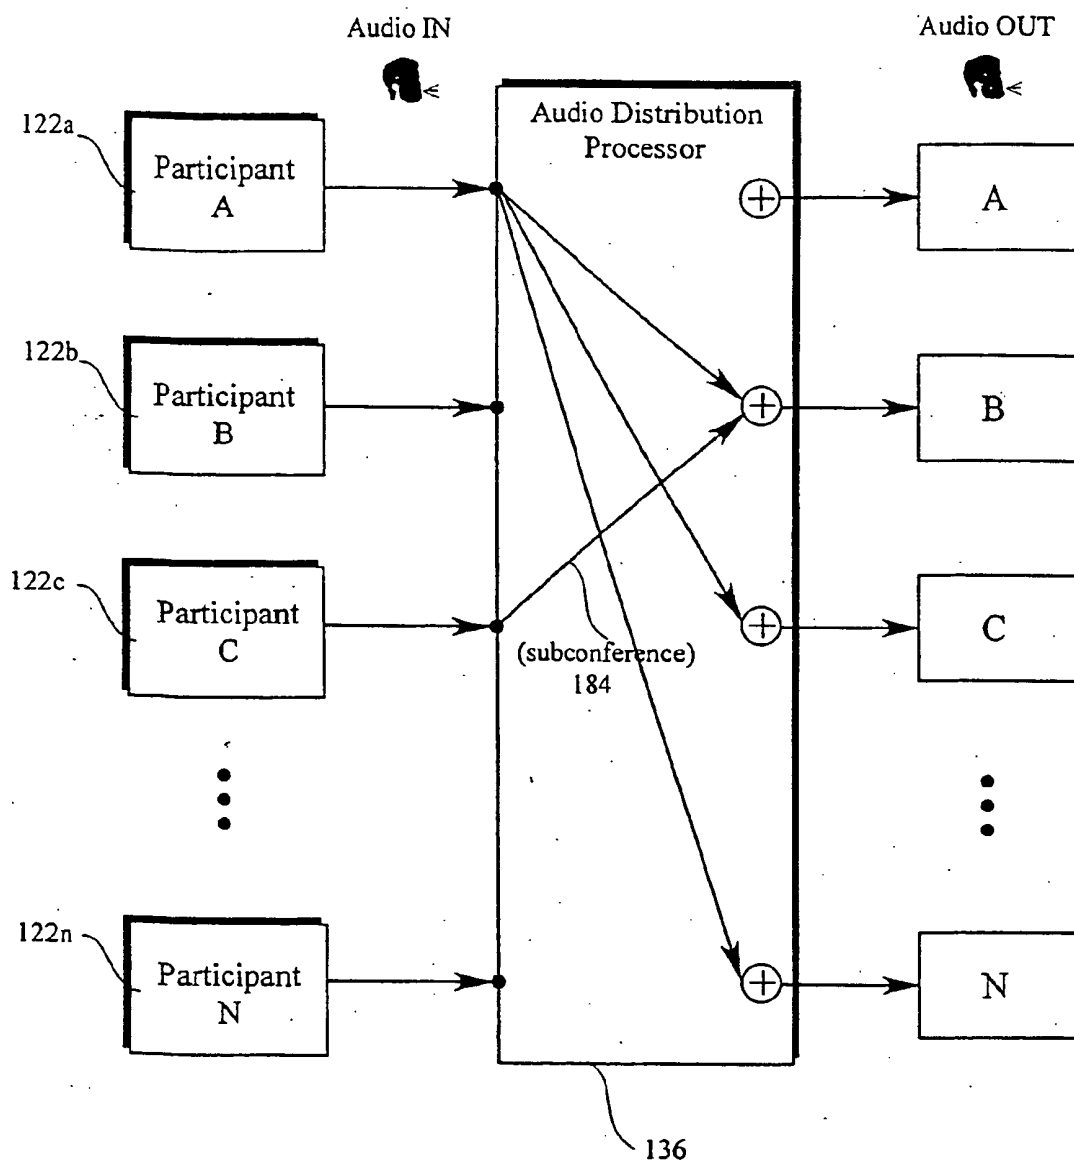 Audio IN
Audio OUT
122a
Participant
A
Audio Distribution
Processor
A
122b
Participant
B
B
122c
Participant
C
(subconference)
184
C
122n
Participant
N
N
136